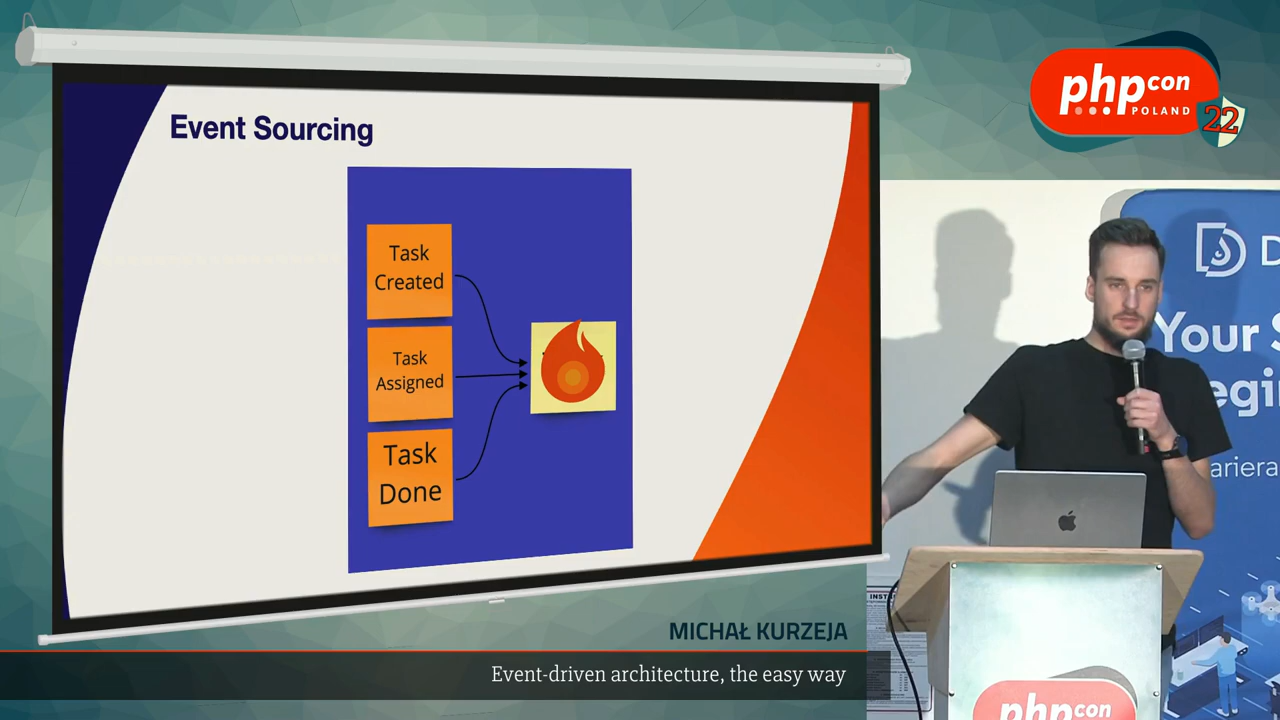 Event Sourcing
Task
Created
Task
Assigned
Task
Done
phpcon
POLAND
22
D
Your S
egi
ariera
INST
MICHAŁ KURZEJA
Event-driven architecture, the easy way
phpcon